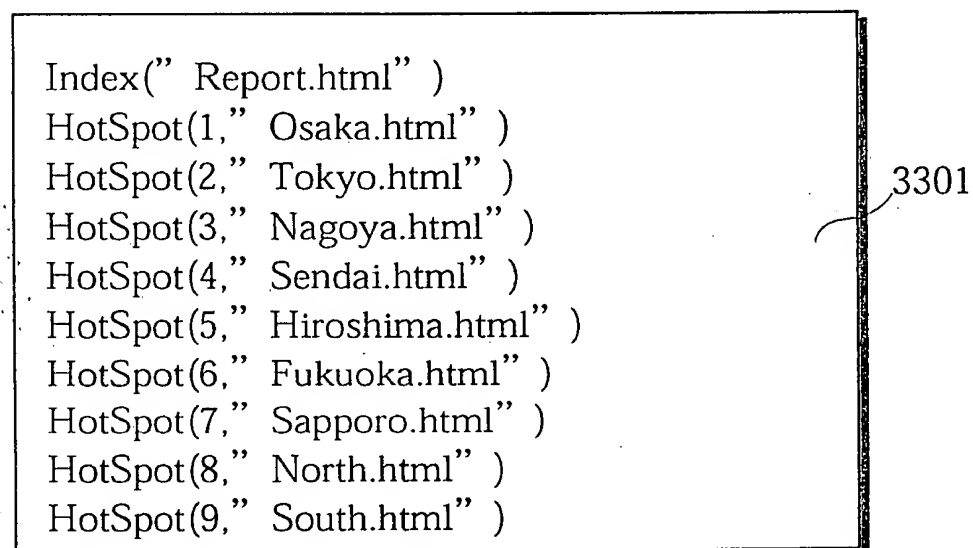 Index(” Report.html” )
HotSpot(1,” Osaka.html” )
HotSpot(2,” Tokyo.html” )
HotSpot(3,” Nagoya.html” )
HotSpot(4,” Sendai.html” )
HotSpot(5,” Hiroshima.html” )
HotSpot(6,” Fukuoka.html” )
HotSpot(7,” Sapporo.html” )
HotSpot(8,” North.html” )
HotSpot(9,” South.html” )
3301